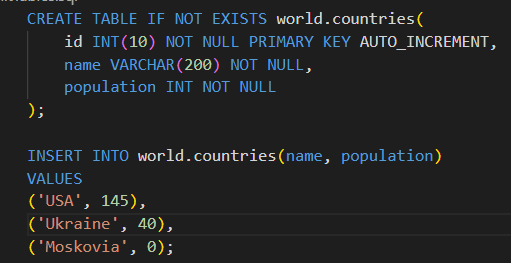 CREATE TABLE IF NOT EXISTS world.countries(
id INT(10) NOT NULL PRIMARY KEY AUTO_INCREMENT,
name VARCHAR(200) NOT NULL,
population INT NOT NULL
);
INSERT INTO world.countries(name, population)
VALUES
('USA', 145),
('Ukraine', 40),
('Moskovia', 0);